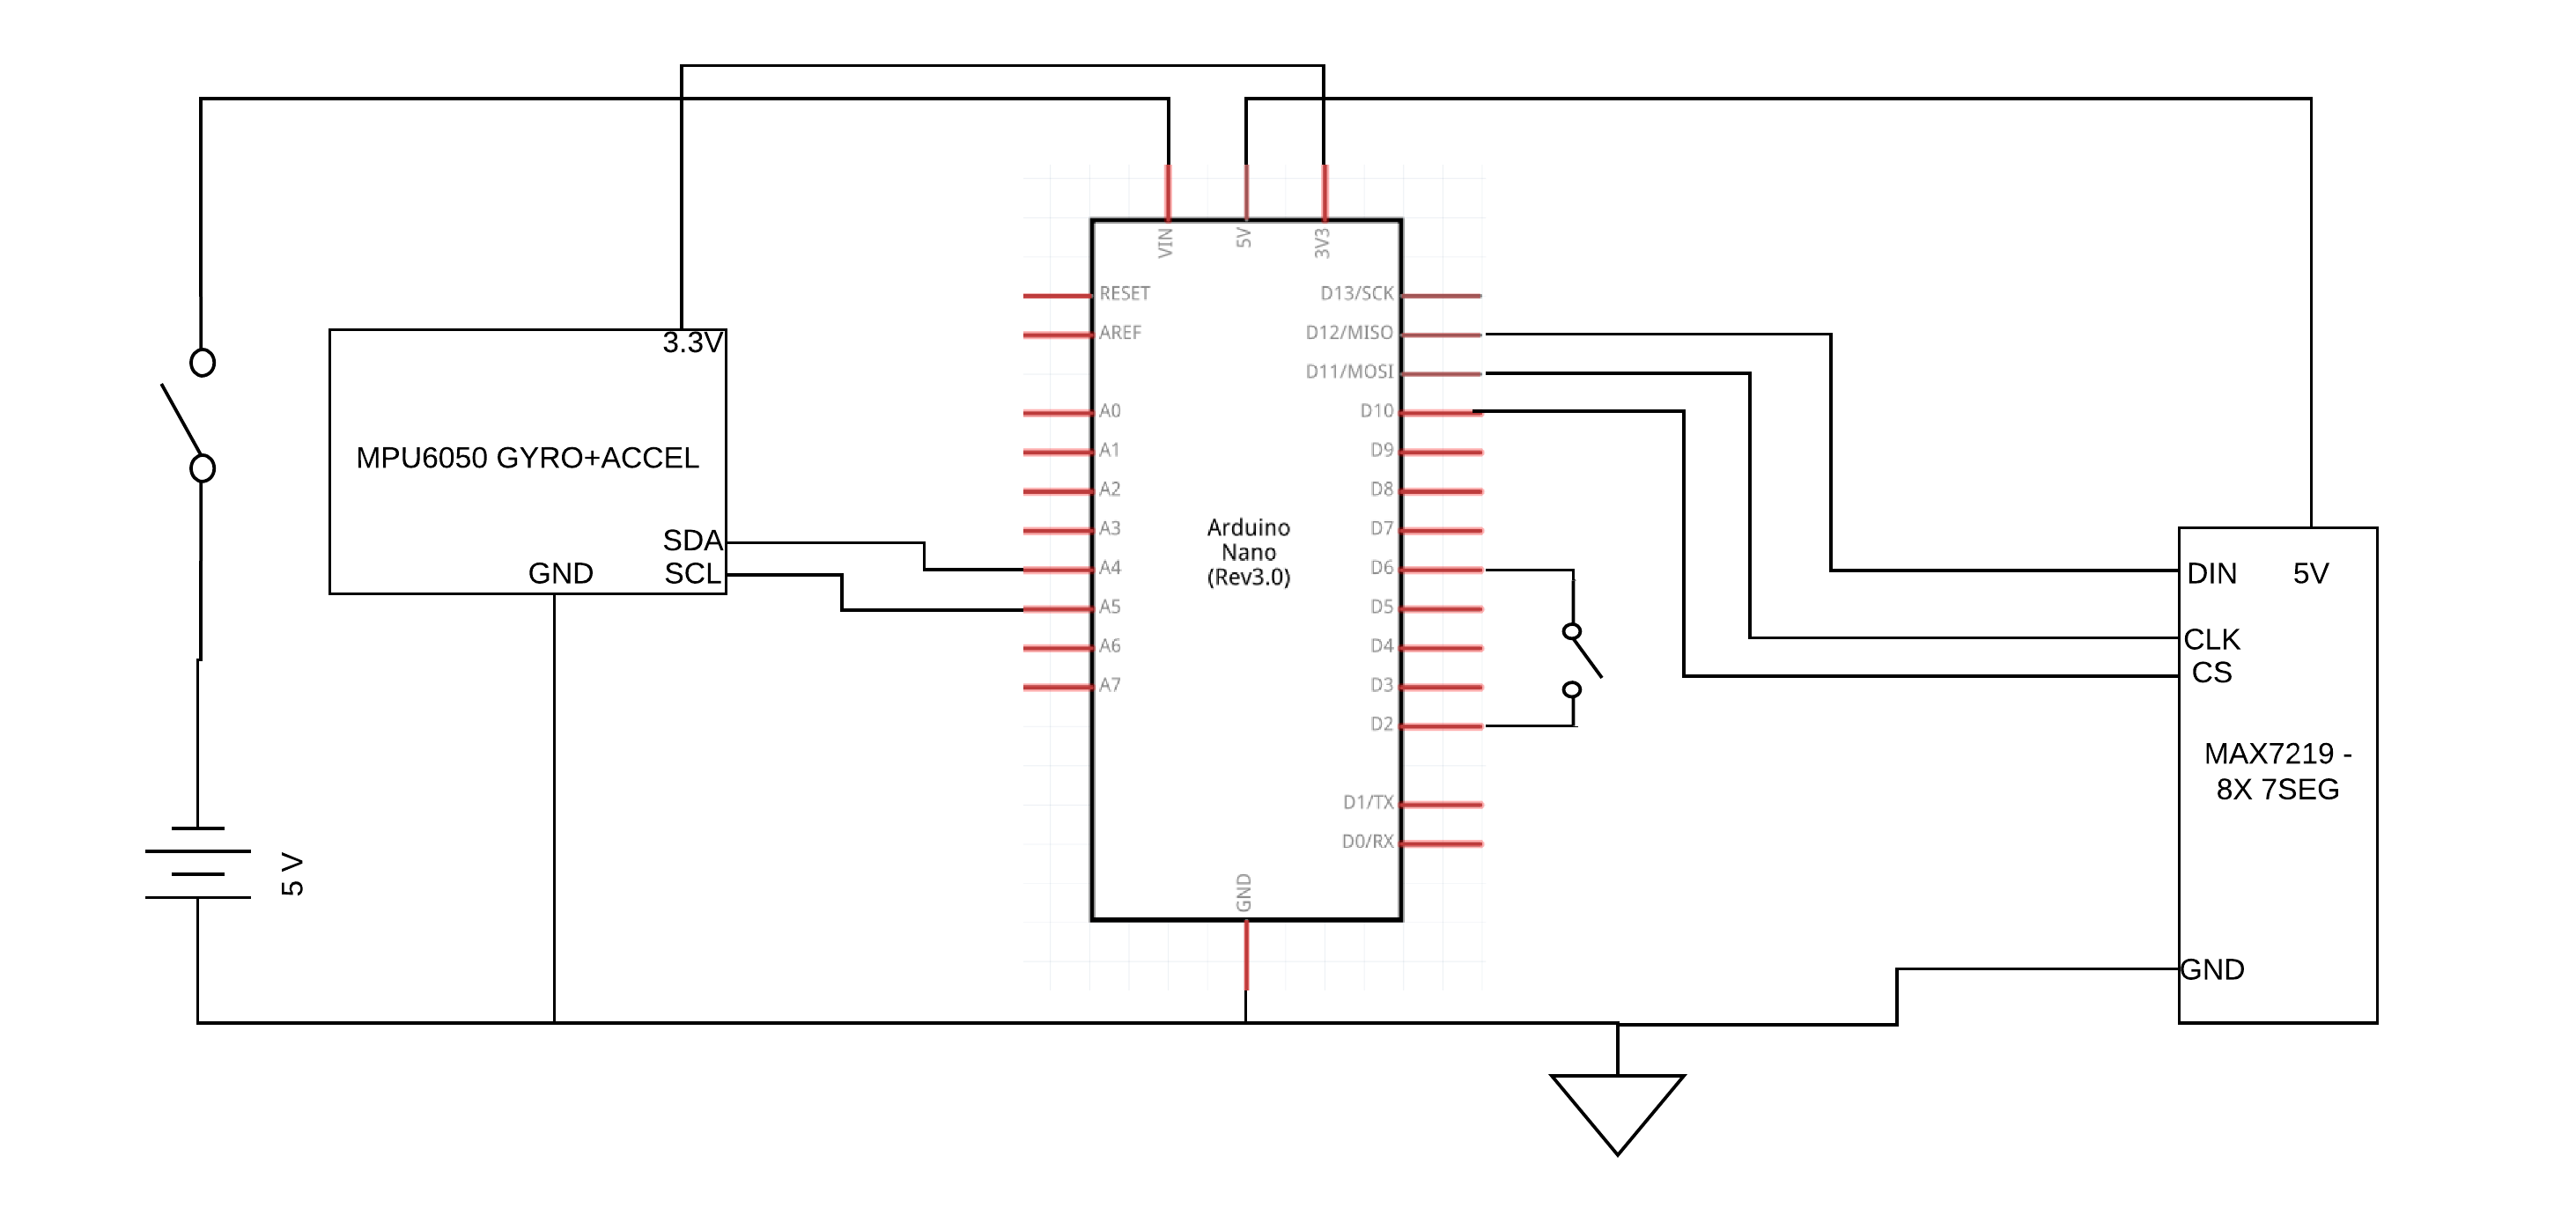 VIN
5V
3V3
RESET
AREF
A0
A1
A2
A3
A4
A5
A6
A7
D13/SCK
D12/MISO
D11/MOSI
D10
D9
D8
D7
D6
D5
D4
D3
D2
D1/TX
D0/RX
GND
Arduino
Nano
(Rev3.0)
3.3V
MPU6050 GYRO+ACCEL
SDA
SCL
GND
5 V
DIN
5V
CLK
CS
MAX7219 -
8X 7SEG
GND